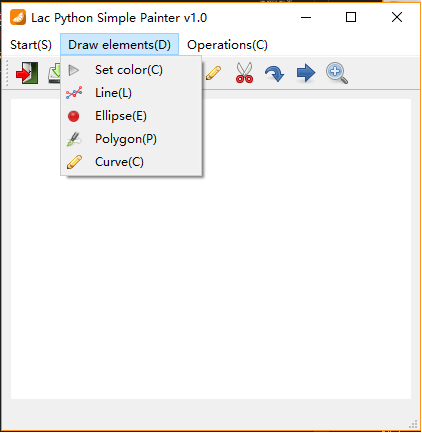 Lac Python Simple Painter v1.0
Start(S) Draw elements(D) Operations(C)
Set color(C)
Line(L)
Ellipse(E)
Polygon(P)
Curve(C)